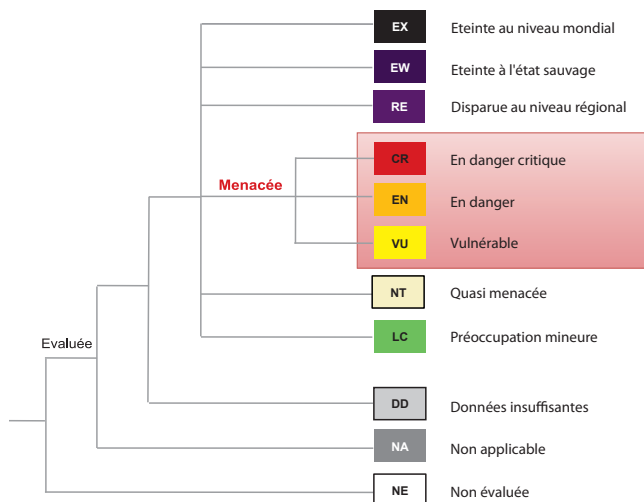 EX Eteinte au niveau mondial
EW Eteinte à l'état sauvage
RE Disparue au niveau régional
CR En danger critique
Menacée
EN En danger
VU Vulnérable
NT Quasi menacée
LC Préoccupation mineure
Evaluée
DD Données insuffisantes
NA Non applicable
NE Non évaluée